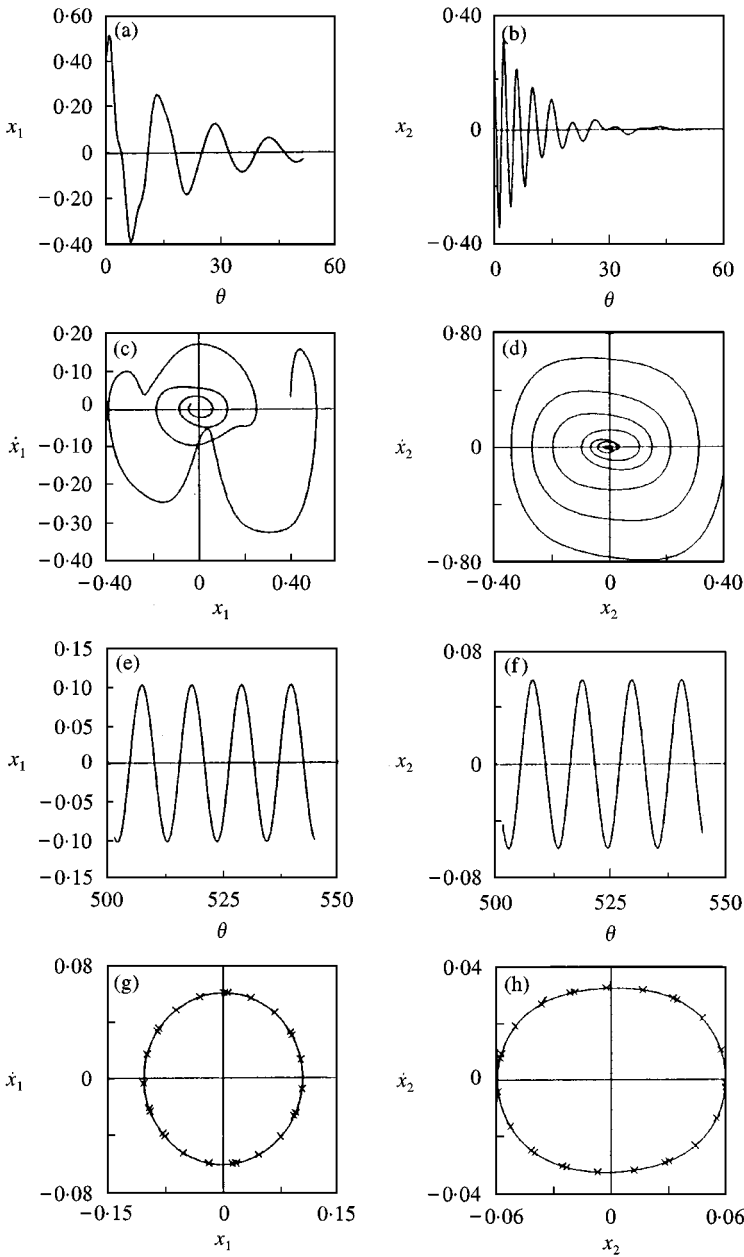 (a)
0·60
0·40
0·20
0
−0·20
−0·40
x1
0
30
60
θ
(b)
0·40
0
−0·40
x2
0
30
60
θ
(c)
0·20
0·10
0
−0·10
−0·20
−0·30
−0·40
ẋ1
−0·40
0
0·40
x1
(d)
0·80
0
−0·80
ẋ2
−0·40
0
0·40
x2
(e)
0·15
0·10
0·05
0
−0·05
−0·10
−0·15
x1
500
525
550
θ
(f)
0·08
0
−0·08
x2
500
525
550
θ
(g)
0·08
0
−0·08
ẋ1
−0·15
0
0·15
x1
(h)
0·04
0
−0·04
ẋ2
−0·06
0
0·06
x2